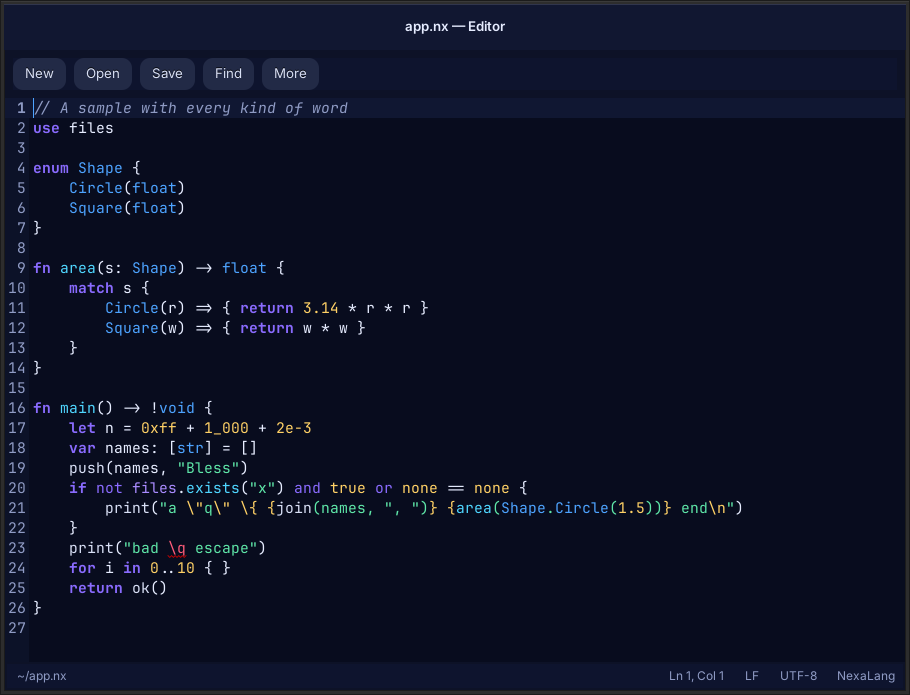 app.nx — Editor
New Open Save Find More
1 // A sample with every kind of word
2 use files
3
4 enum Shape {
5     Circle(float)
6     Square(float)
7 }
8
9 fn area(s: Shape) -> float {
10     match s {
11         Circle(r) => { return 3.14 * r * r }
12         Square(w) => { return w * w }
13     }
14 }
15
16 fn main() -> !void {
17     let n = 0xff + 1_000 + 2e-3
18     var names: [str] = []
19     push(names, "Bless")
20     if not files.exists("x") and true or none == none {
21         print("a \"q\" \{ {join(names, ", ")} {area(Shape.Circle(1.5))} end\n")
22     }
23     print("bad \q escape")
24     for i in 0..10 { }
25     return ok()
26 }
27
~/app.nx Ln 1, Col 1 LF UTF-8 NexaLang